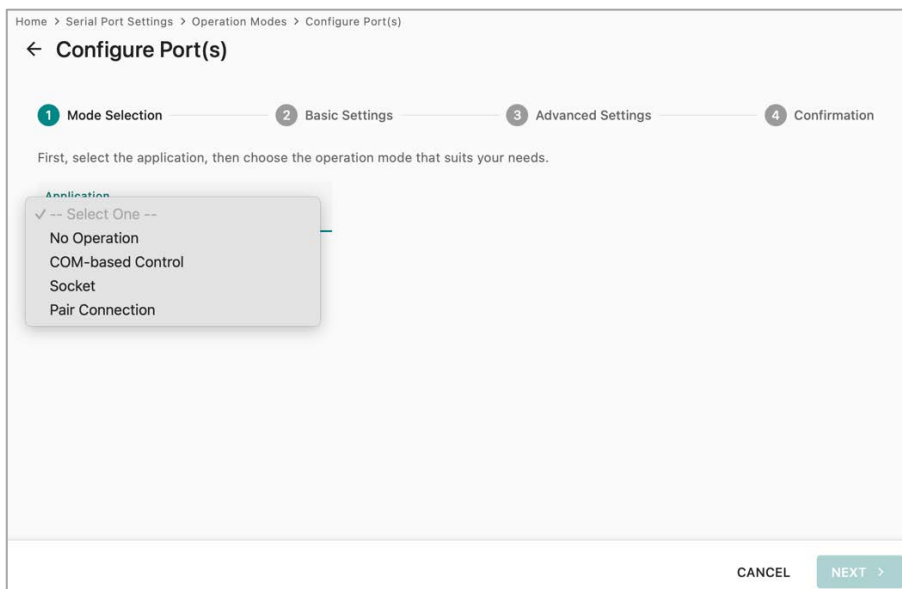 Home > Serial Port Settings > Operation Modes > Configure Port(s)
← Configure Port(s)
1 Mode Selection 2 Basic Settings 3 Advanced Settings 4 Confirmation
First, select the application, then choose the operation mode that suits your needs.
Application
✓ -- Select One --
No Operation
COM-based Control
Socket
Pair Connection
CANCEL NEXT >